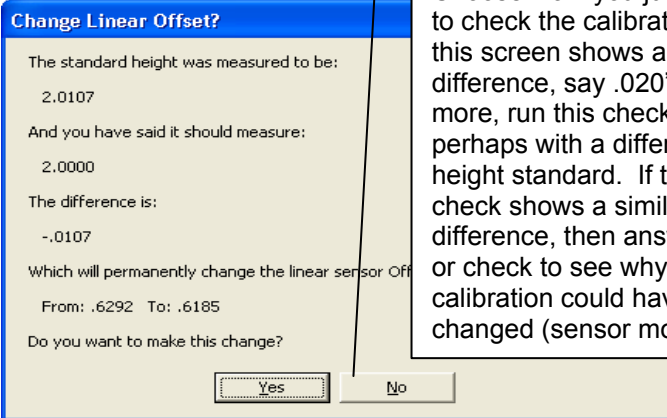 Change Linear Offset?
The standard height was measured to be:
2.0107
And you have said it should measure:
2.0000
The difference is:
-.0107
Which will permanently change the linear sensor Off
From: .6292 To: .6185
Do you want to make this change?
Yes
No
to check the calibrat
this screen shows a
difference, say .020"
more, run this check
perhaps with a differ
height standard. If t
check shows a simil
difference, then ans
or check to see why
calibration could hav
changed (sensor mo